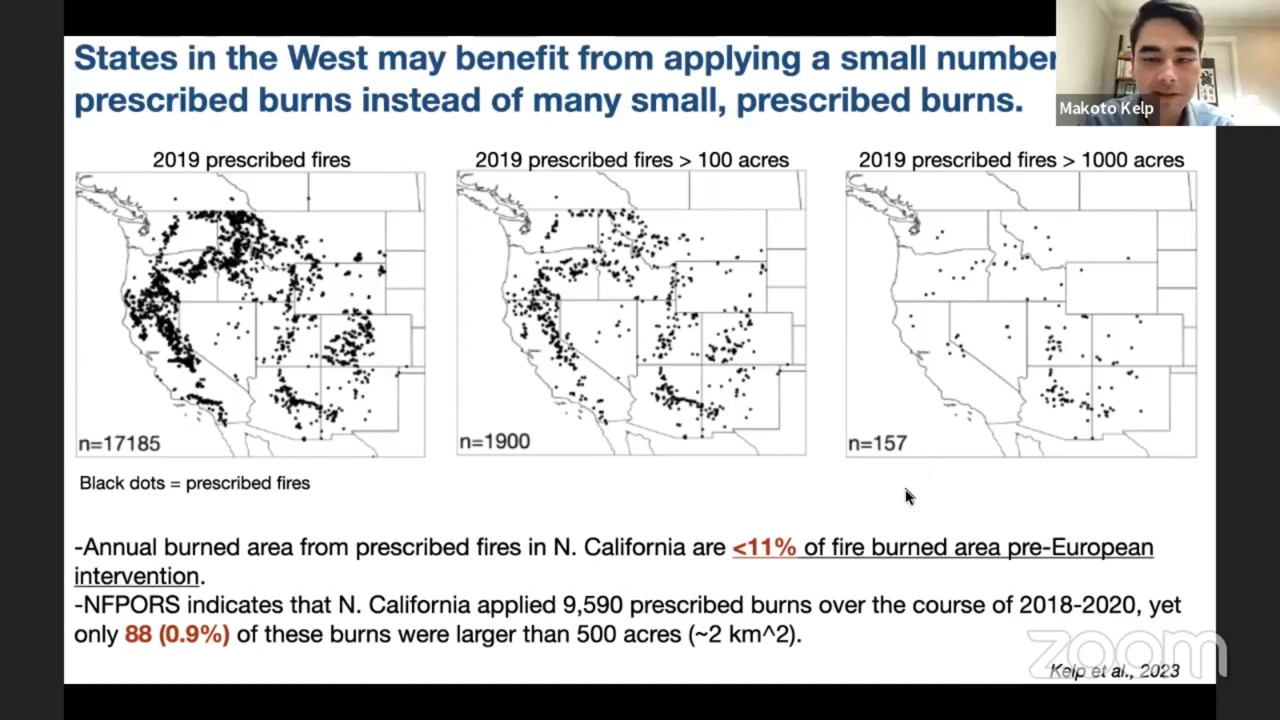 States in the West may benefit from applying a small number
prescribed burns instead of many small, prescribed burns.
Makoto Kelp
2019 prescribed fires
2019 prescribed fires > 100 acres
2019 prescribed fires > 1000 acres
n=17185
n=1900
n=157
Black dots = prescribed fires
-Annual burned area from prescribed fires in N. California are <11% of fire burned area pre-European
intervention.
-NFPORS indicates that N. California applied 9,590 prescribed burns over the course of 2018-2020, yet
only 88 (0.9%) of these burns were larger than 500 acres (~2 km^2).
zoom
Kelp et al., 2023